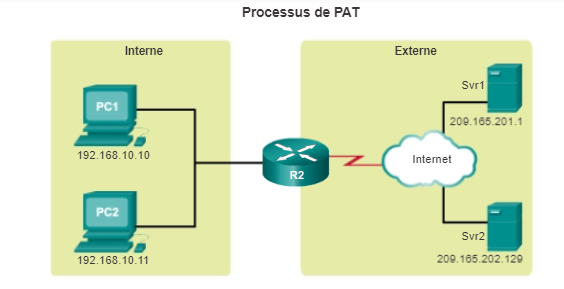 Processus de PAT
Interne
Externe
PC1
192.168.10.10
PC2
192.168.10.11
R2
Internet
Svr1
209.165.201.1
Svr2
209.165.202.129